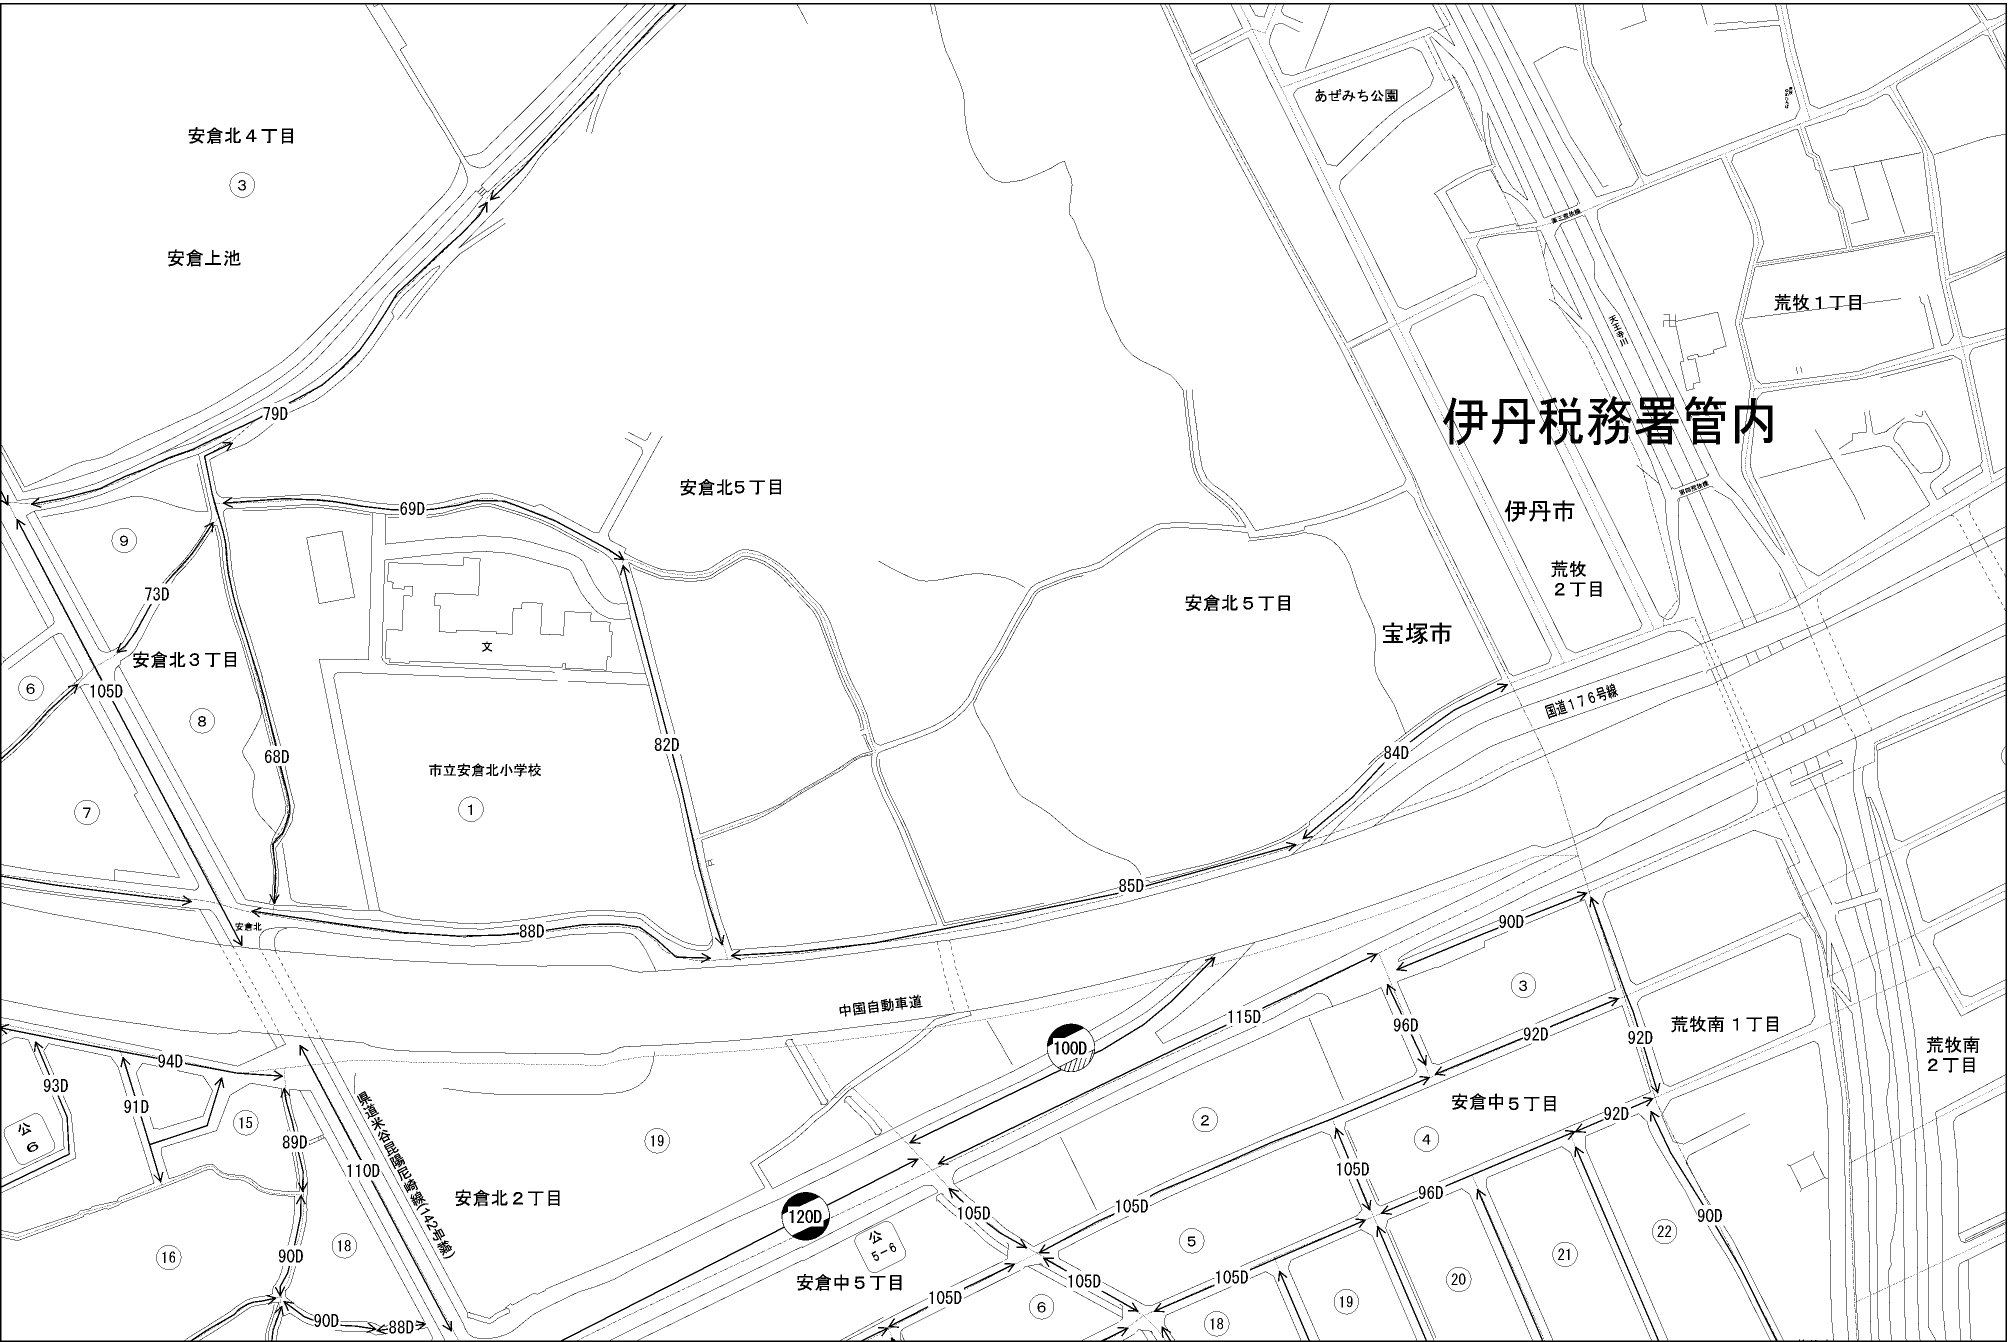 あぜみち公園
安倉北４丁目
3
安倉上池
荒牧１丁目
天王寺川
79D
伊丹税務署管内
安倉北５丁目
69D
伊丹市
9
荒牧
２丁目
73D
安倉北５丁目
宝塚市
文
安倉北３丁目
6
105D
国道１７６号線
8
82D
84D
68D
市立安倉北小学校
7
1
85D
安倉北
88D
90D
3
中国自動車道
115D
96D
92D
92D
荒牧南１丁目
100D
荒牧南
２丁目
94D
93D
91D
15
県道米谷昆陽尼崎線(142号線)
安倉中５丁目
92D
公
6
89D
19
2
4
110D
105D
96D
安倉北２丁目
105D
105D
120D
90D
公
5-6
16
18
90D
5
21
22
安倉中５丁目
105D
105D
20
105D
6
19
90D
88D
18